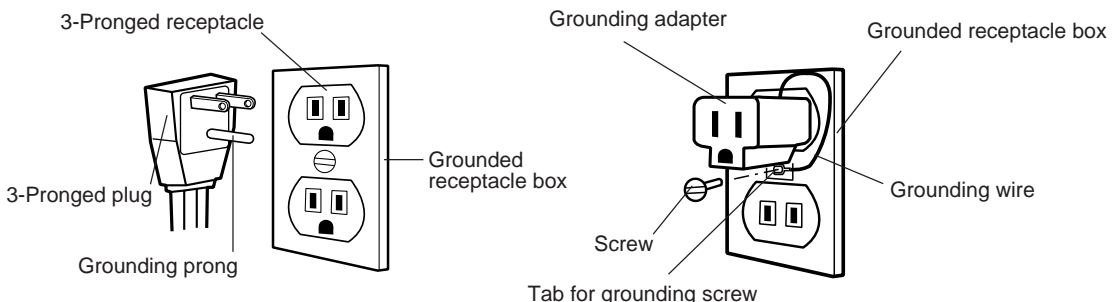 3-Pronged receptacle
3-Pronged plug
Grounding prong
Grounded
receptacle box
Grounding adapter
Grounded receptacle box
Grounding wire
Screw
Tab for grounding screw